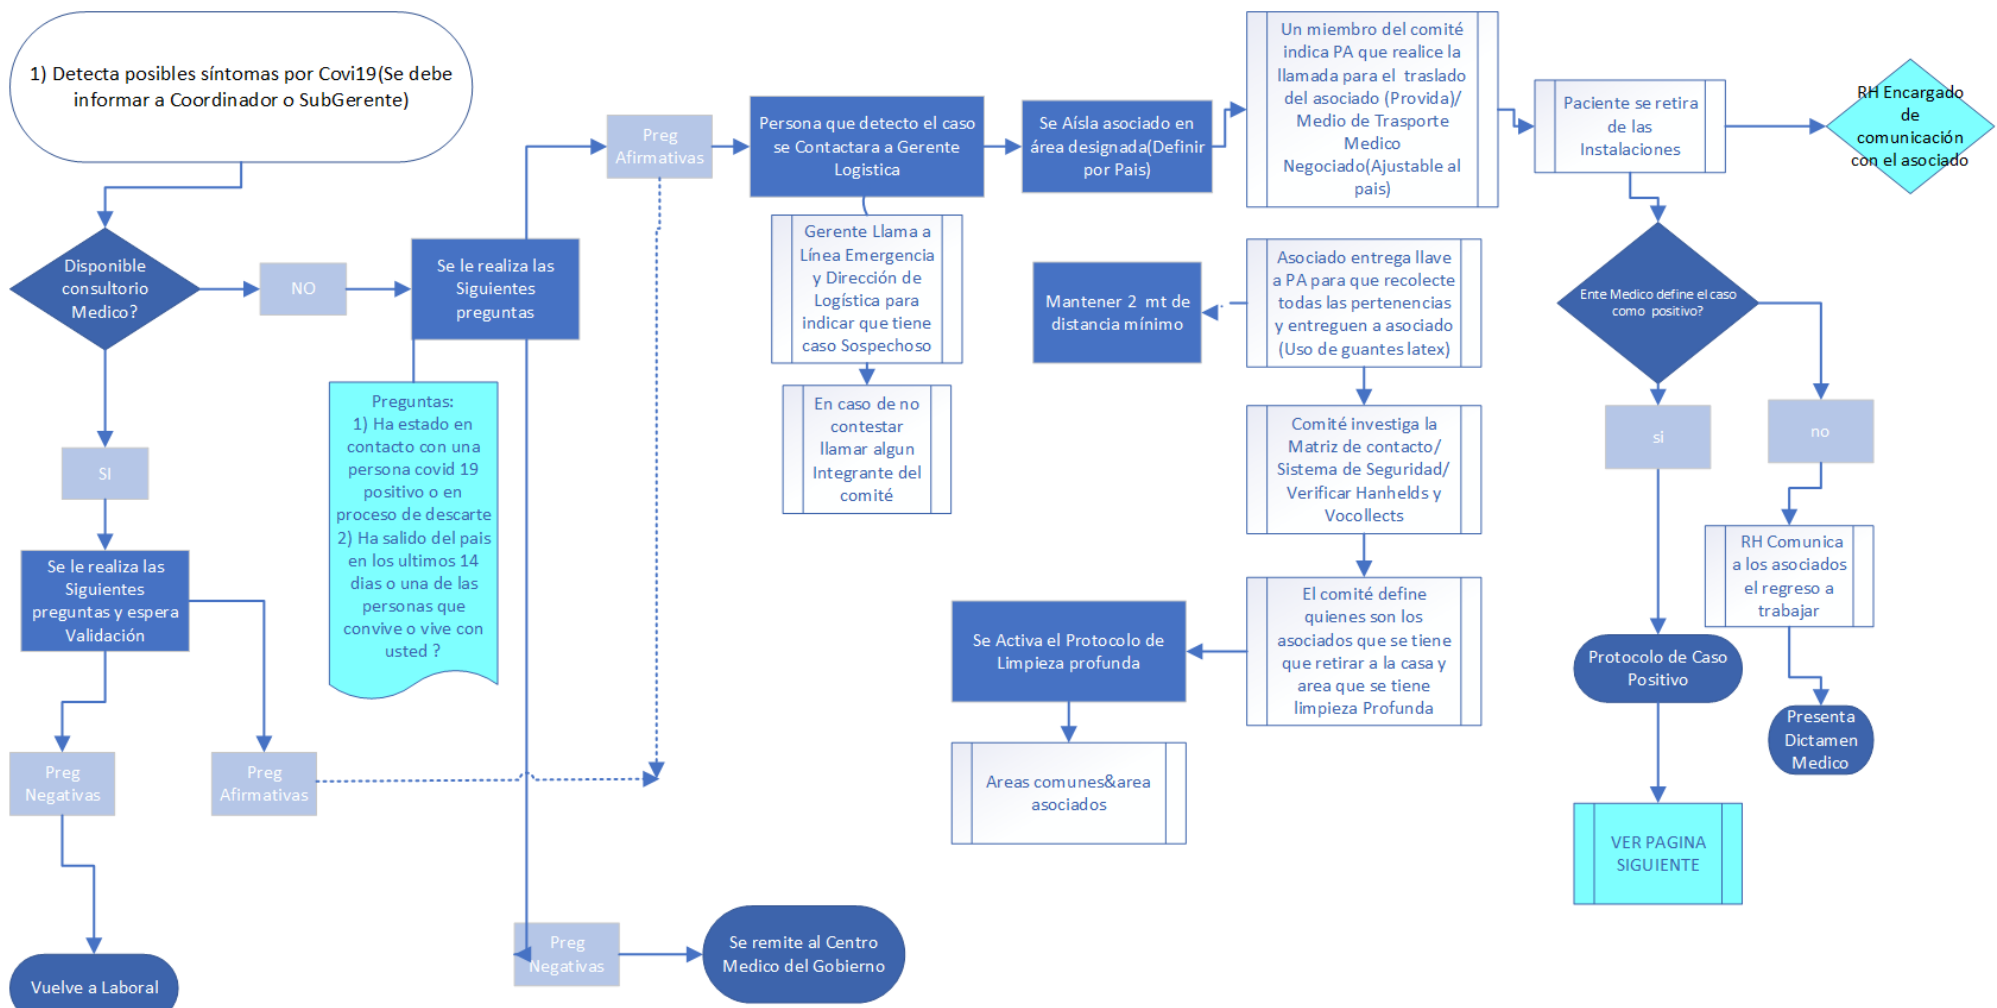 1) Detecta posibles síntomas por Covi19(Se debe
informar a Coordinador o SubGerente)
Disponible
consultorio
Medico?
NO
SI
Se le realiza las
Siguientes
preguntas
Preguntas:
1) Ha estado en
contacto con una
persona covid 19
positivo o en
proceso de descarte
2) Ha salido del pais
en los ultimos 14
dias o una de las
personas que
convive o vive con
usted ?
Se le realiza las
Siguientes
preguntas y espera
Validación
Preg
Negativas
Preg
Afirmativas
Vuelve a Laboral
Preg
Negativas
Se remite al Centro
Medico del Gobierno
Preg
Afirmativas
Persona que detecto el caso
se Contactara a Gerente
Logistica
Gerente Llama a
Línea Emergencia
y Dirección de
Logística para
indicar que tiene
caso Sospechoso
En caso de no
contestar
llamar algun
Integrante del
comité
Se Aísla asociado en
área designada(Definir
por Pais)
Un miembro del comité
indica PA que realice la
llamada para el traslado
del asociado (Provida)/
Medio de Trasporte
Medico
Negociado(Ajustable al
pais)
Mantener 2 mt de
distancia mínimo
Asociado entrega llave
a PA para que recolecte
todas las pertenencias
y entreguen a asociado
(Uso de guantes latex)
Comité investiga la
Matriz de contacto/
Sistema de Seguridad/
Verificar Hanhelds y
Vocollects
El comité define
quienes son los
asociados que se tiene
que retirar a la casa y
area que se tiene
limpieza Profunda
Se Activa el Protocolo de
Limpieza profunda
Areas comunes&area
asociados
Paciente se retira
de las
Instalaciones
RH Encargado
de
comunicación
con el asociado
Ente Medico define el caso
como positivo?
si
no
RH Comunica
a los asociados
el regreso a
trabajar
Presenta
Dictamen
Medico
Protocolo de Caso
Positivo
VER PAGINA
SIGUIENTE